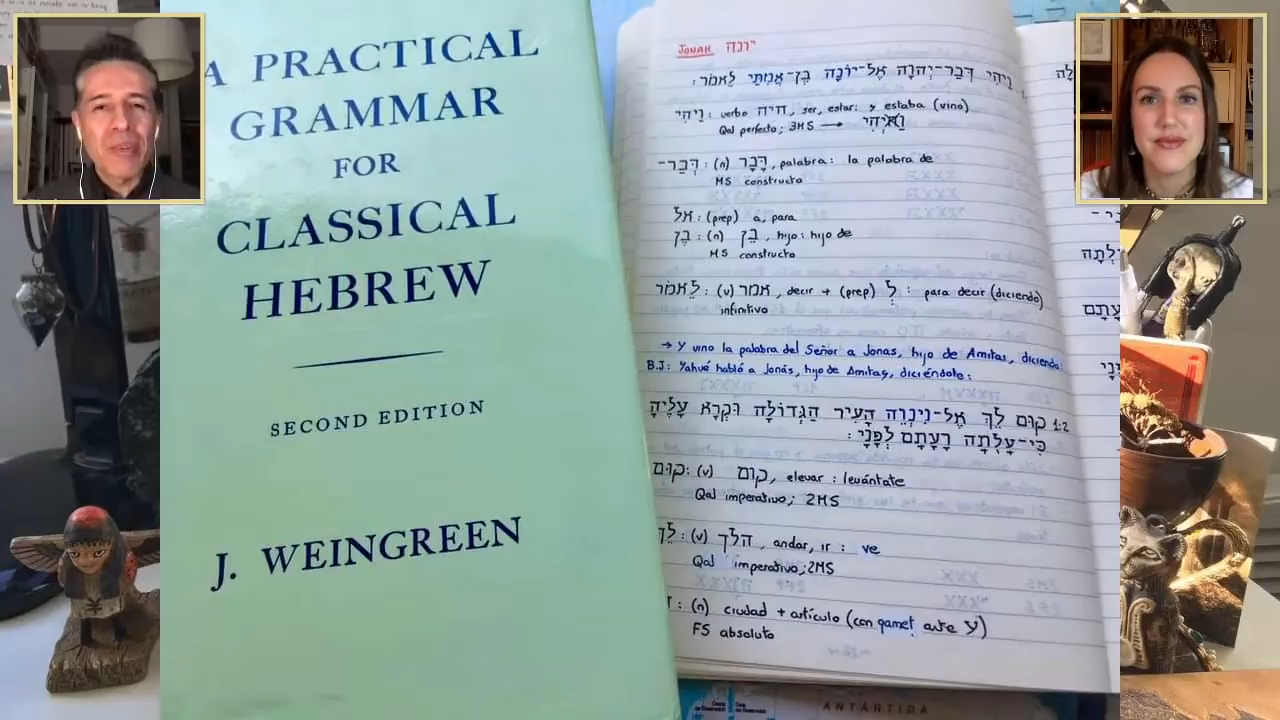 A PRACTICAL
GRAMMAR
FOR
CLASSICAL
HEBREW
SECOND EDITION
J. WEINGREEN
JONAH יונה
וַיְהִי דְּבַר-יְהוָה אֶל-יוֹנָה בֶן-אֲמִתַּי לֵאמֹר:
וַיְהִי: verbo היה, ser, estar: y estaba (vino)
Qal perfecto; 3MS →
דְּבַר-: (n) דָּבָר, palabra: la palabra de
MS constructo
אֶל: (prep) a, para
בֶּן: (n) בֵּן, hijo: hijo de
MS constructo
לֵאמֹר: (v) אמר, decir + (prep) לְ: para decir (diciendo)
infinitivo
→ Y vino la palabra del Señor a Jonas, hijo de Amitas, diciendo:
B.J: Yahvé habló a Jonás, hijo de Amitay, diciéndole:
1:2 קוּם לֵךְ אֶל-נִינְוֵה הָעִיר הַגְּדוֹלָה וּקְרָא עָלֶיהָ
כִּי-עָלְתָה רָעָתָם לְפָנָי:
קוּם: (v) קום, elevar: levántate
Qal imperativo; 2MS
לֵךְ: (v) הלך, andar, ir: ve
Qal imperativo; 2MS
: (n) ciudad + artículo (con qamet ante ע)
FS absoluto
ANTÁRTIDA